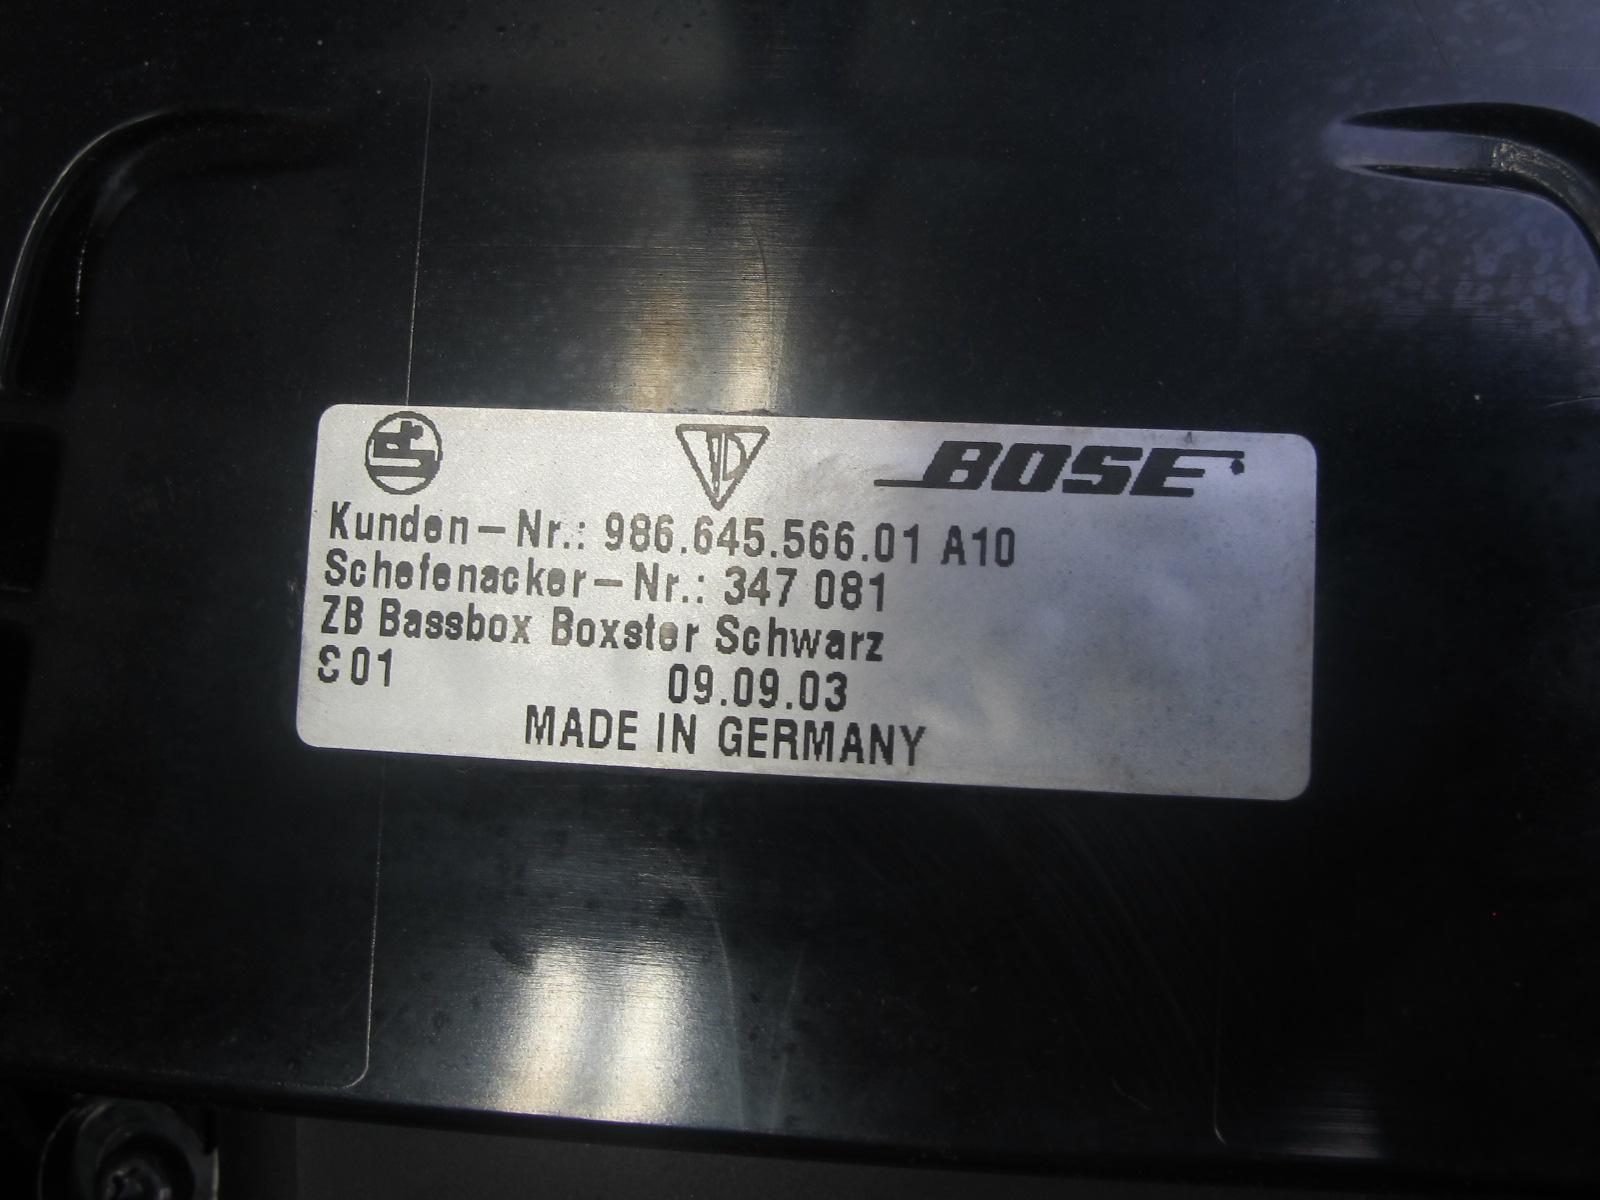 BOSE
Kunden-Nr.: 986.645.566.01 A10
Schefenacker-Nr.: 347 081
ZB Bassbox Boxster Schwarz
S01 09.09.03
MADE IN GERMANY